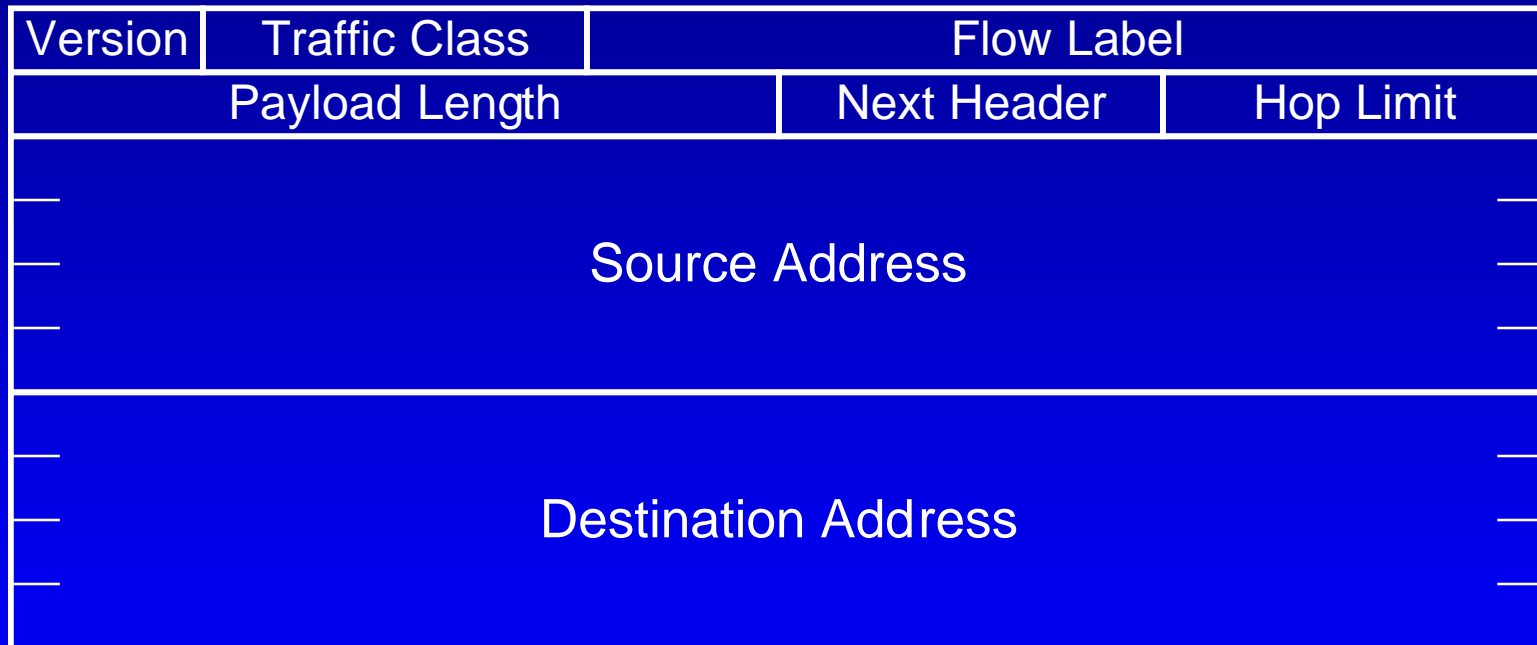 Version Traffic Class Flow Label
Payload Length Next Header Hop Limit
Source Address
Destination Address